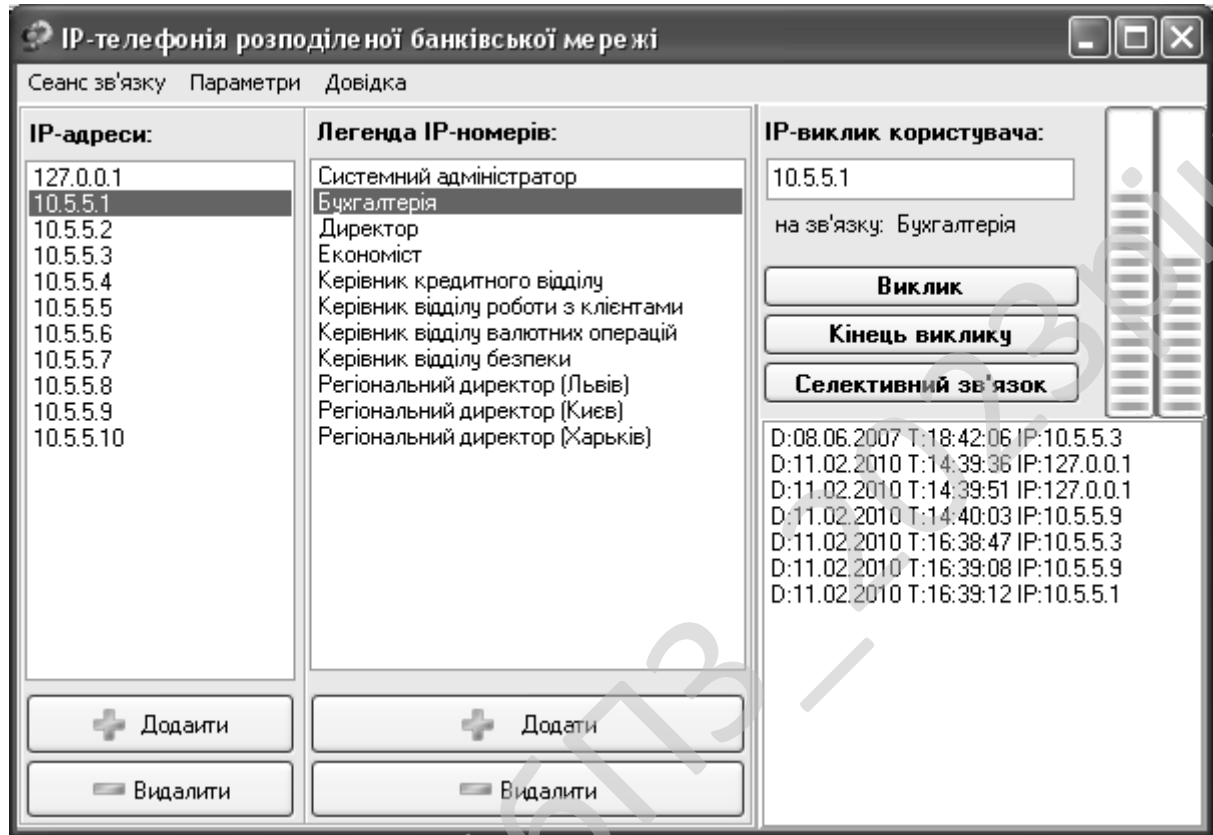 IP-телефонія розподіленої банківської мережі
Сеанс зв'язку Параметри Довідка
IP-адреси:
127.0.0.1
10.5.5.1
10.5.5.2
10.5.5.3
10.5.5.4
10.5.5.5
10.5.5.6
10.5.5.7
10.5.5.8
10.5.5.9
10.5.5.10
Додаити
Видалити
Легенда IP-номерів:
Системний адміністратор
Бухгалтерія
Директор
Економіст
Керівник кредитного відділу
Керівник відділу роботи з клієнтами
Керівник відділу валютних операцій
Керівник відділу безпеки
Регіональний директор (Львів)
Регіональний директор (Києв)
Регіональний директор (Харьків)
Додати
Видалити
IP-виклик користувача:
10.5.5.1
на зв'язку: Бухгалтерія
Виклик
Кінець виклику
Селективний зв'язок
D:08.06.2007 T:18:42:06 IP:10.5.5.3
D:11.02.2010 T:14:39:36 IP:127.0.0.1
D:11.02.2010 T:14:39:51 IP:127.0.0.1
D:11.02.2010 T:14:40:03 IP:10.5.5.9
D:11.02.2010 T:16:38:47 IP:10.5.5.3
D:11.02.2010 T:16:39:08 IP:10.5.5.9
D:11.02.2010 T:16:39:12 IP:10.5.5.1